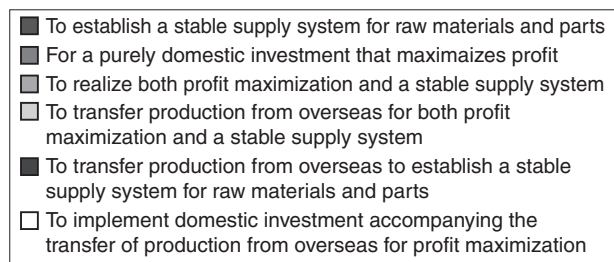 To establish a stable supply system for raw materials and parts
For a purely domestic investment that maximaizes profit
To realize both profit maximization and a stable supply system
To transfer production from overseas for both profit
maximization and a stable supply system
To transfer production from overseas to establish a stable
supply system for raw materials and parts
To implement domestic investment accompanying the
transfer of production from overseas for profit maximization